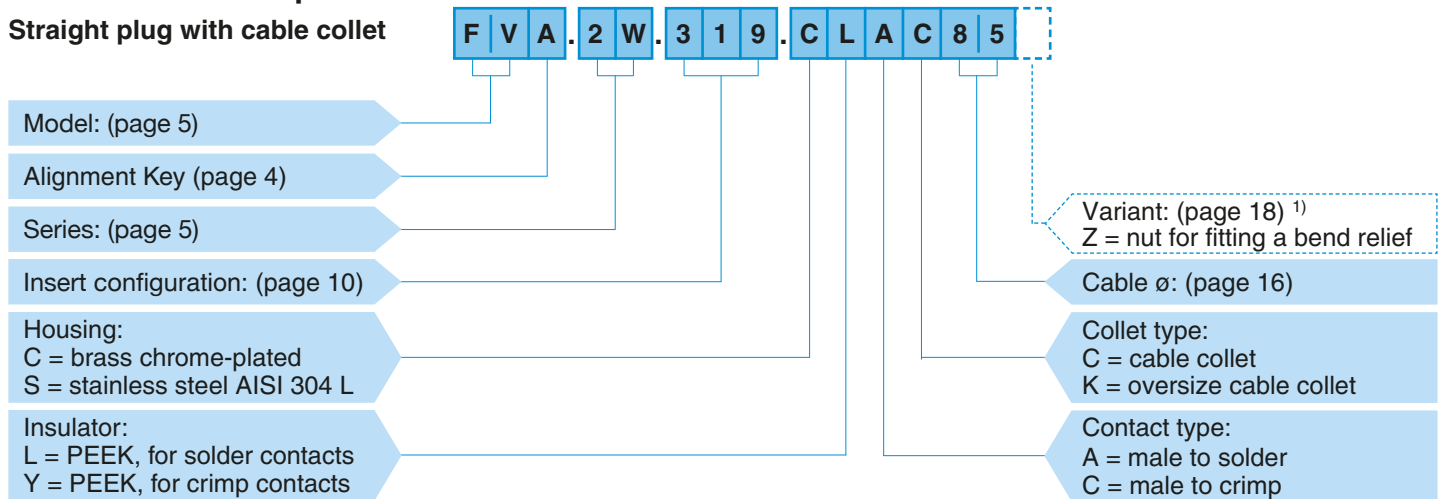 Straight plug with cable collet
F V A . 2 W . 3 1 9 . C L A C 8 5
Model: (page 5)
Alignment Key (page 4)
Series: (page 5)
Insert configuration: (page 10)
Housing:
C = brass chrome-plated
S = stainless steel AISI 304 L
Insulator:
L = PEEK, for solder contacts
Y = PEEK, for crimp contacts
Variant: (page 18) 1)
Z = nut for fitting a bend relief
Cable ø: (page 16)
Collet type:
C = cable collet
K = oversize cable collet
Contact type:
A = male to solder
C = male to crimp